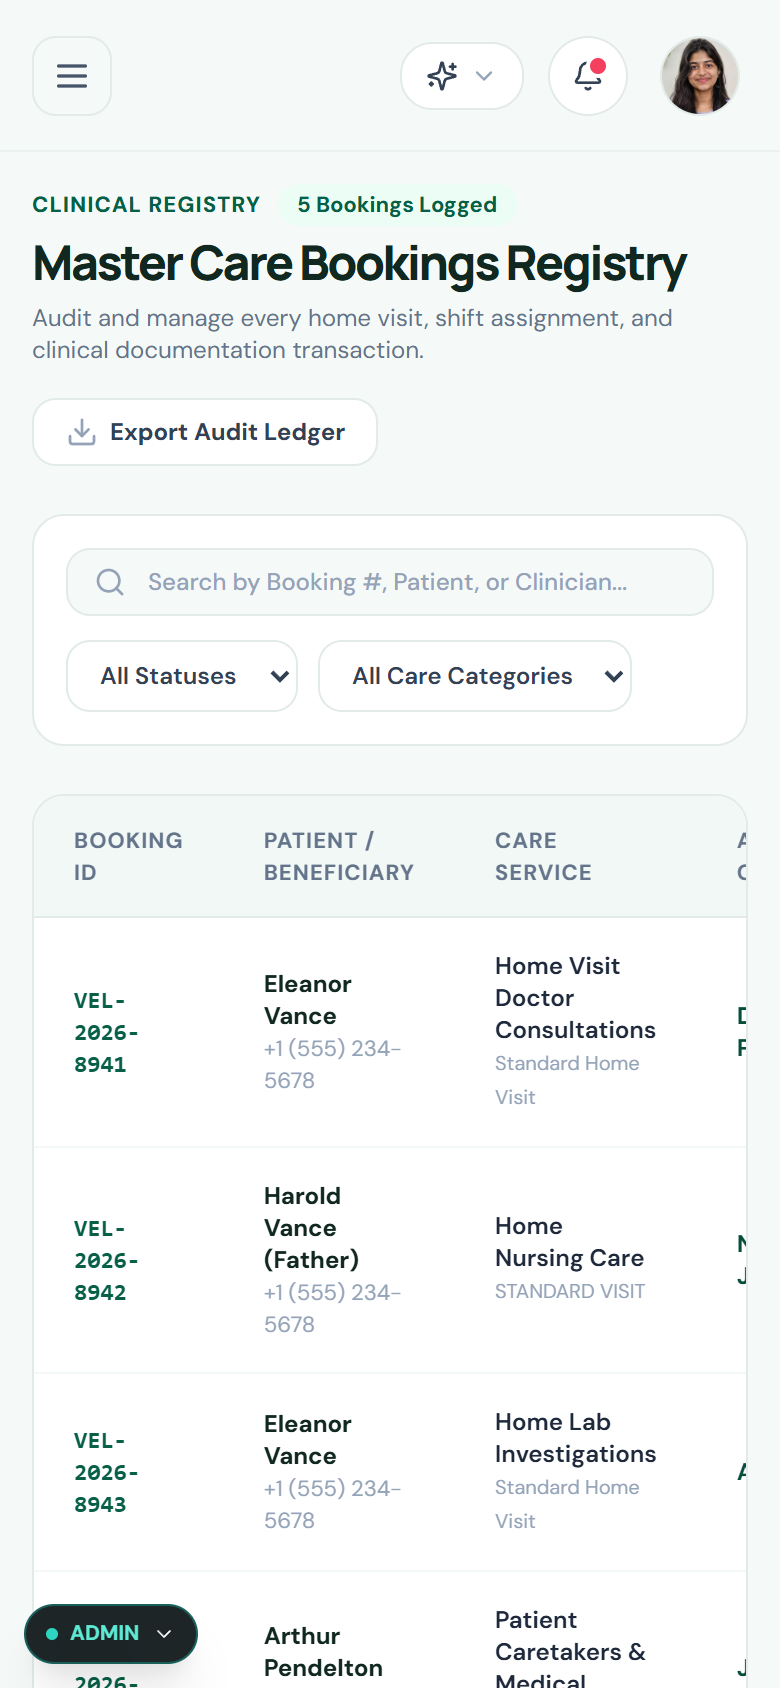 CLINICAL REGISTRY
5 Bookings Logged
Master Care Bookings Registry
Audit and manage every home visit, shift assignment, and
clinical documentation transaction.
Export Audit Ledger
Search by Booking #, Patient, or Clinician...
All Statuses
All Care Categories
BOOKING
ID
PATIENT /
BENEFICIARY
CARE
SERVICE
VEL-
2026-
8941
Eleanor
Vance
+1 (555) 234-
5678
Home Visit
Doctor
Consultations
Standard Home
Visit
VEL-
2026-
8942
Harold
Vance
(Father)
+1 (555) 234-
5678
Home
Nursing Care
STANDARD VISIT
VEL-
2026-
8943
Eleanor
Vance
+1 (555) 234-
5678
Home Lab
Investigations
Standard Home
Visit
2026-
Arthur
Pendelton
Patient
Caretakers &
Medical
ADMIN